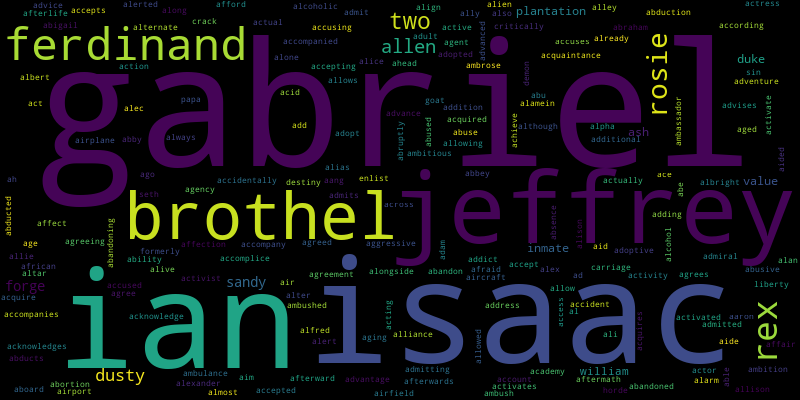 advice alerted alternate along afford alcoholic align alien alley abduction according actress
afterlife accepts crack actual admit ally also plantation
abigail accusing two active critically abraham
ferdinand accompanied allen adult agent advanced accuses already duke
action alone alice adopted acquaintance rosie
albert accepting ahead ambrose sin
allows demon adventure
gabriel
act alec papa acid goat addition abu advises activate
add advance acquired alamein ambassador
adopt abruptly abused abuse achieve although alpha ash aged
airplane abby always ambitious allowing additional aided
ago alias abbey ace
ah seth agency accidentally destiny aang enlist actually abe albright value
abducted brothel admits across jeffrey absence alison adding alcohol
affect abandoning formerly affection accompany agreed aggressive adam inmate aid adoptive admiral alan
age agreeing
allie african ability accomplice addict afraid accept alex carriage abusive
altar alive agreement alongside abandon aircraft ad activity agrees liberty
forge accused activist sandy air allow
acquire agree alter ambushed acting address access accident rex
accompanies ian isaac al activated aaron
acknowledge alfred alliance ali acquires admitted affair
acknowledges alert aging allowed aide
abducts dusty ambulance aim afterward admitting academy william actor able ambition
alexander advantage afterwards account aftermath alarm
aboard abortion airport almost accepted airfield activates ambush horde abandoned allison